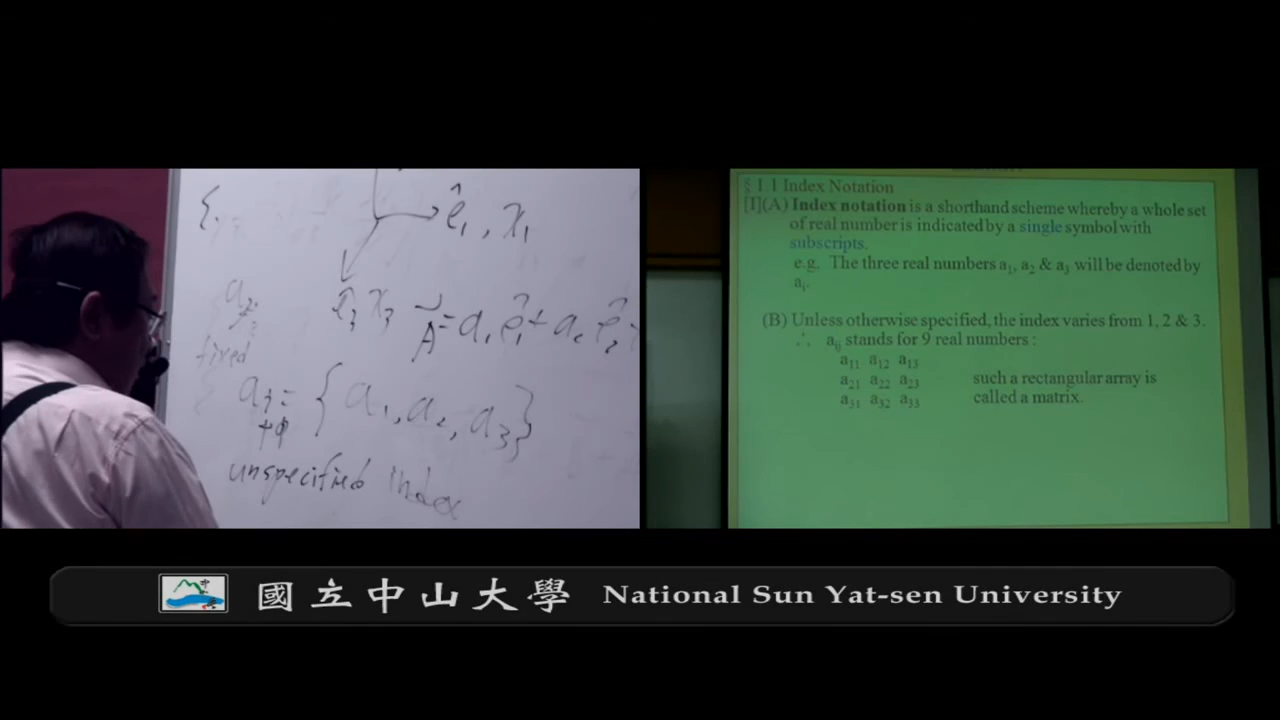 ê₁, x₁
ê₃ x₃
A = a₁ê₁ + a₂ê₂ +
fixed
= { a₁, a₂, a₃ }
unspecified index
§ 1.1 Index Notation
[I](A) Index notation is a shorthand scheme whereby a whole set
of real number is indicated by a single symbol with
subscripts.
e.g. The three real numbers a₁, a₂ & a₃ will be denoted by
aᵢ.
(B) Unless otherwise specified, the index varies from 1, 2 & 3.
∴ aᵢⱼ stands for 9 real numbers :
a₁₁ a₁₂ a₁₃
a₂₁ a₂₂ a₂₃ such a rectangular array is
a₃₁ a₃₂ a₃₃ called a matrix.
國立中山大學 National Sun Yat-sen University